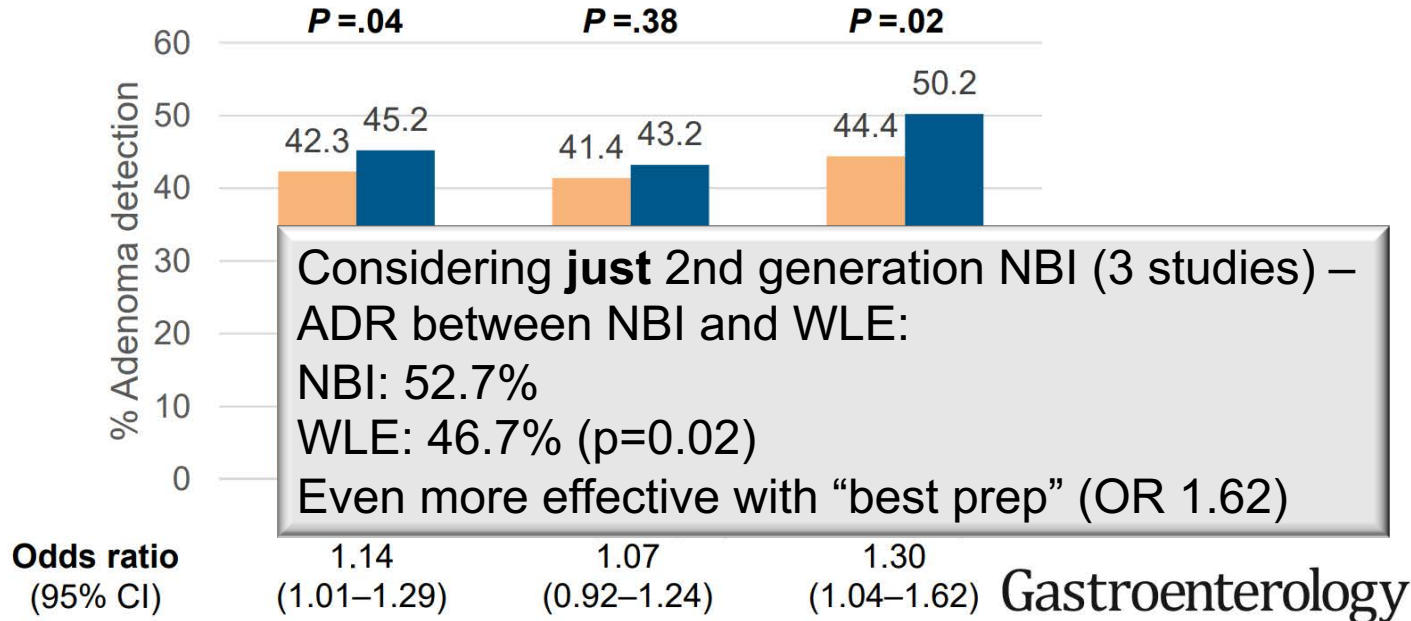 P =.04 P =.38 P =.02
60
50
40
30
20
10
0
% Adenoma detection
42.3 45.2 41.4 43.2 44.4 50.2
Considering just 2nd generation NBI (3 studies) –
ADR between NBI and WLE:
NBI: 52.7%
WLE: 46.7% (p=0.02)
Even more effective with “best prep” (OR 1.62)
Odds ratio 1.14 1.07 1.30
(95% CI) (1.01–1.29) (0.92–1.24) (1.04–1.62)
Gastroenterology